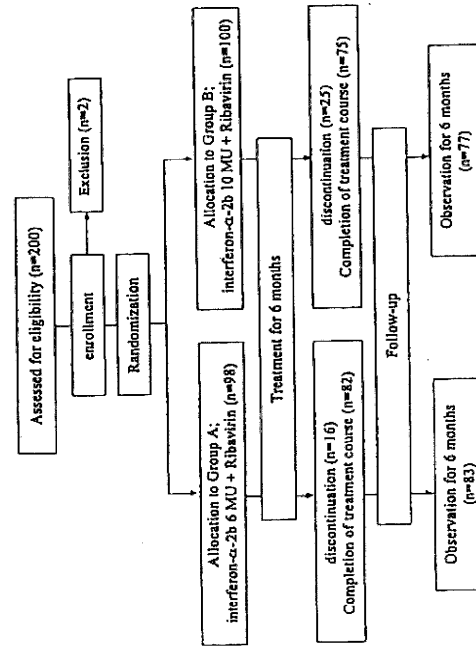 Assessed for eligibility (n=200)
enrollment
Exclusion (n=2)
Randomization
Allocation to Group A;
interferon-α-2b 6 MU + Ribavirin (n=98)
Allocation to Group B;
interferon-α-2b 10 MU + Ribavirin (n=100)
Treatment for 6 months
discontinuation (n=16)
Completion of treatment course (n=82)
discontinuation (n=25)
Completion of treatment course (n=75)
Follow-up
Observation for 6 months
(n=83)
Observation for 6 months
(n=77)